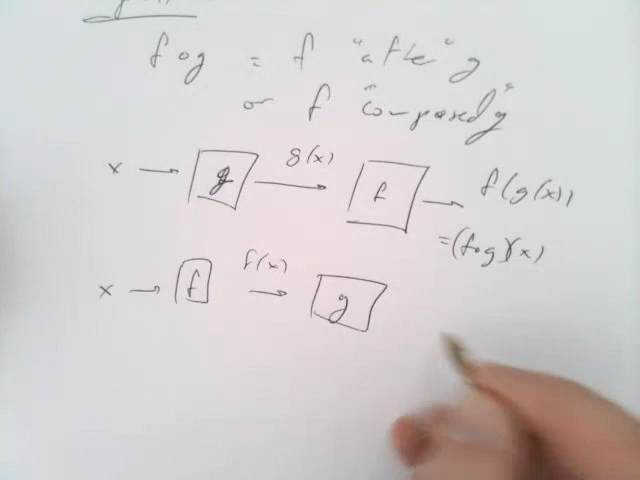 f∘g = f "after" g
or f "composed g"
x → g g(x) → f → f(g(x))
=(f∘g)(x)
x → f f(x) → g